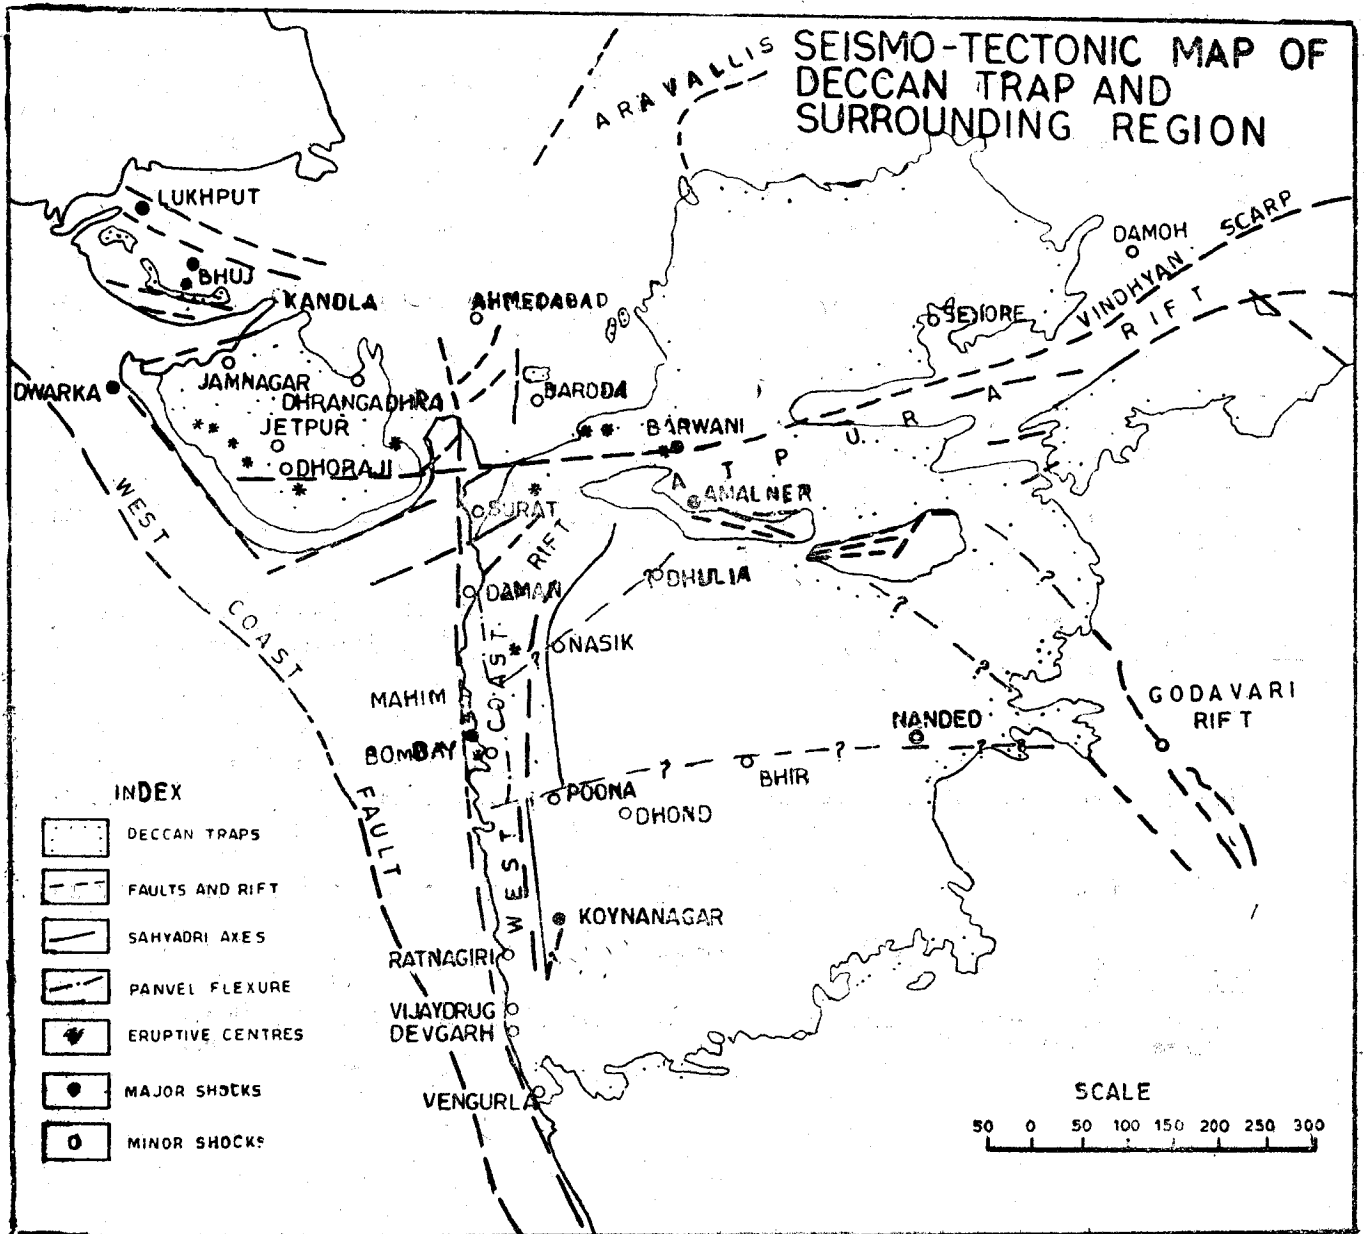 SEISMO-TECTONIC MAP OF
DECCAN TRAP AND
SURROUNDING REGION
ARAVALLIS
LUKHPUT
BHUJ
KANDLA
AHMEDABAD
DAMOH
VINDHYAN SCARP
SEHORE
JAMNAGAR
DWARKA
DHRANGADHRA
BARODA
JETPUR
DHORAJI
BARWANI
SATPURA RIFT
AMALNER
SURAT
DAMAN
DHULIA
NASIK
WEST COAST FAULT
WEST COAST RIFT
MAHIM
BOMBAY
NANDED
GODAVARI
RIFT
BHIR
POONA
DHOND
KOYNANAGAR
RATNAGIRI
VIJAYDRUG
DEVGARH
VENGURLA
? ? ? ? ? ? ? ? ?
INDEX
DECCAN TRAPS
FAULTS AND RIFT
SAHYADRI AXES
PANVEL FLEXURE
ERUPTIVE CENTRES
MAJOR SHOCKS
MINOR SHOCKS
SCALE
50 0 50 100 150 200 250 300